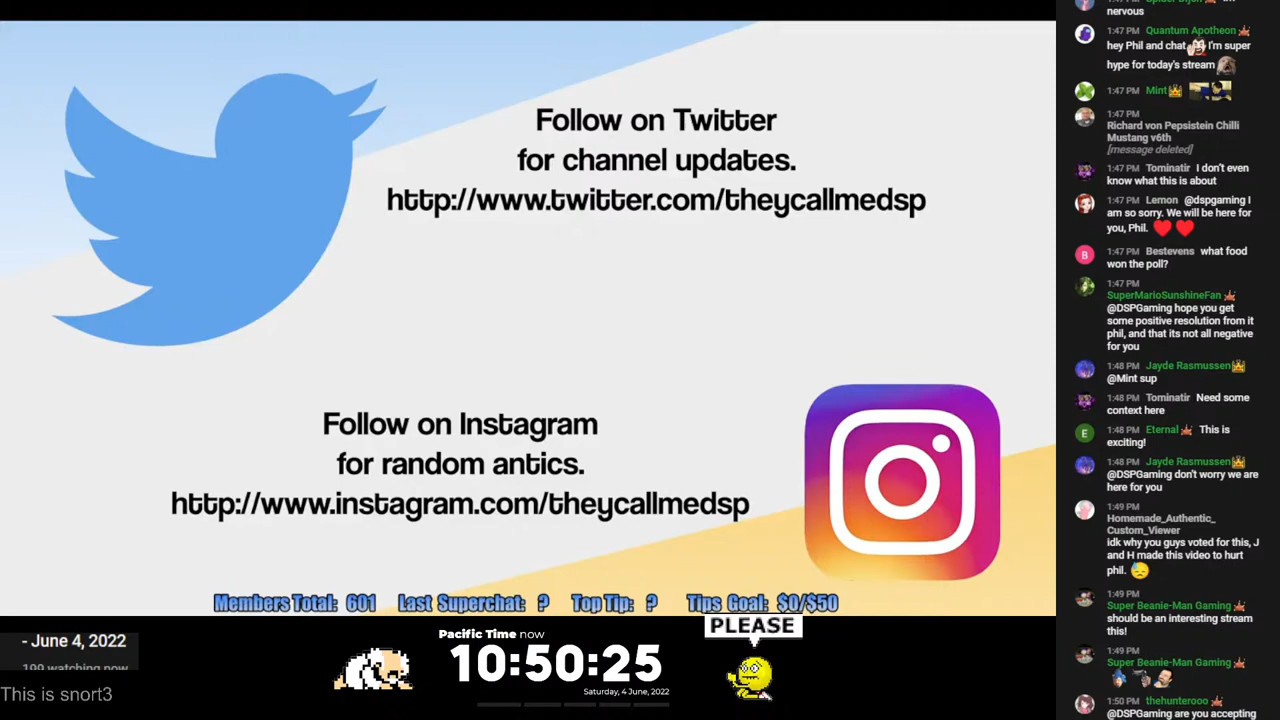 Follow on Twitter
for channel updates.
http://www.twitter.com/theycallmedsp
Follow on Instagram
for random antics.
http://www.instagram.com/theycallmedsp
Members Total: 601 Last Superchat: ? Top Tip: ? Tips Goal: $0/$50
- June 4, 2022
199 watching now
This is snort3
Pacific Time now
10:50:25
Saturday, 4 June, 2022
PLEASE
nervous
1:47 PM Quantum Apotheon
hey Phil and chat I'm super
hype for today's stream
1:47 PM Mint
1:47 PM
Richard von Pepsistein Chilli
Mustang v6th
[message deleted]
1:47 PM Tominatir I don't even
know what this is about
1:47 PM Lemon @dspgaming I
am so sorry. We will be here for
you, Phil.
B
1:47 PM Bestevens what food
won the poll?
1:47 PM
SuperMarioSunshineFan
@DSPGaming hope you get
some positive resolution from it
phil, and that its not all negative
for you
1:48 PM Jayde Rasmussen
@Mint sup
1:48 PM Tominatir Need some
context here
E
1:48 PM Eternal This is
exciting!
1:48 PM Jayde Rasmussen
@DSPGaming don't worry we are
here for you
1:49 PM
Homemade_Authentic_
Custom_Viewer
idk why you guys voted for this, J
and H made this video to hurt
phil.
1:49 PM
Super Beanie-Man Gaming
should be an interesting stream
this!
1:49 PM
Super Beanie-Man Gaming
1:50 PM thehunterooo
@DSPGaming are you accepting